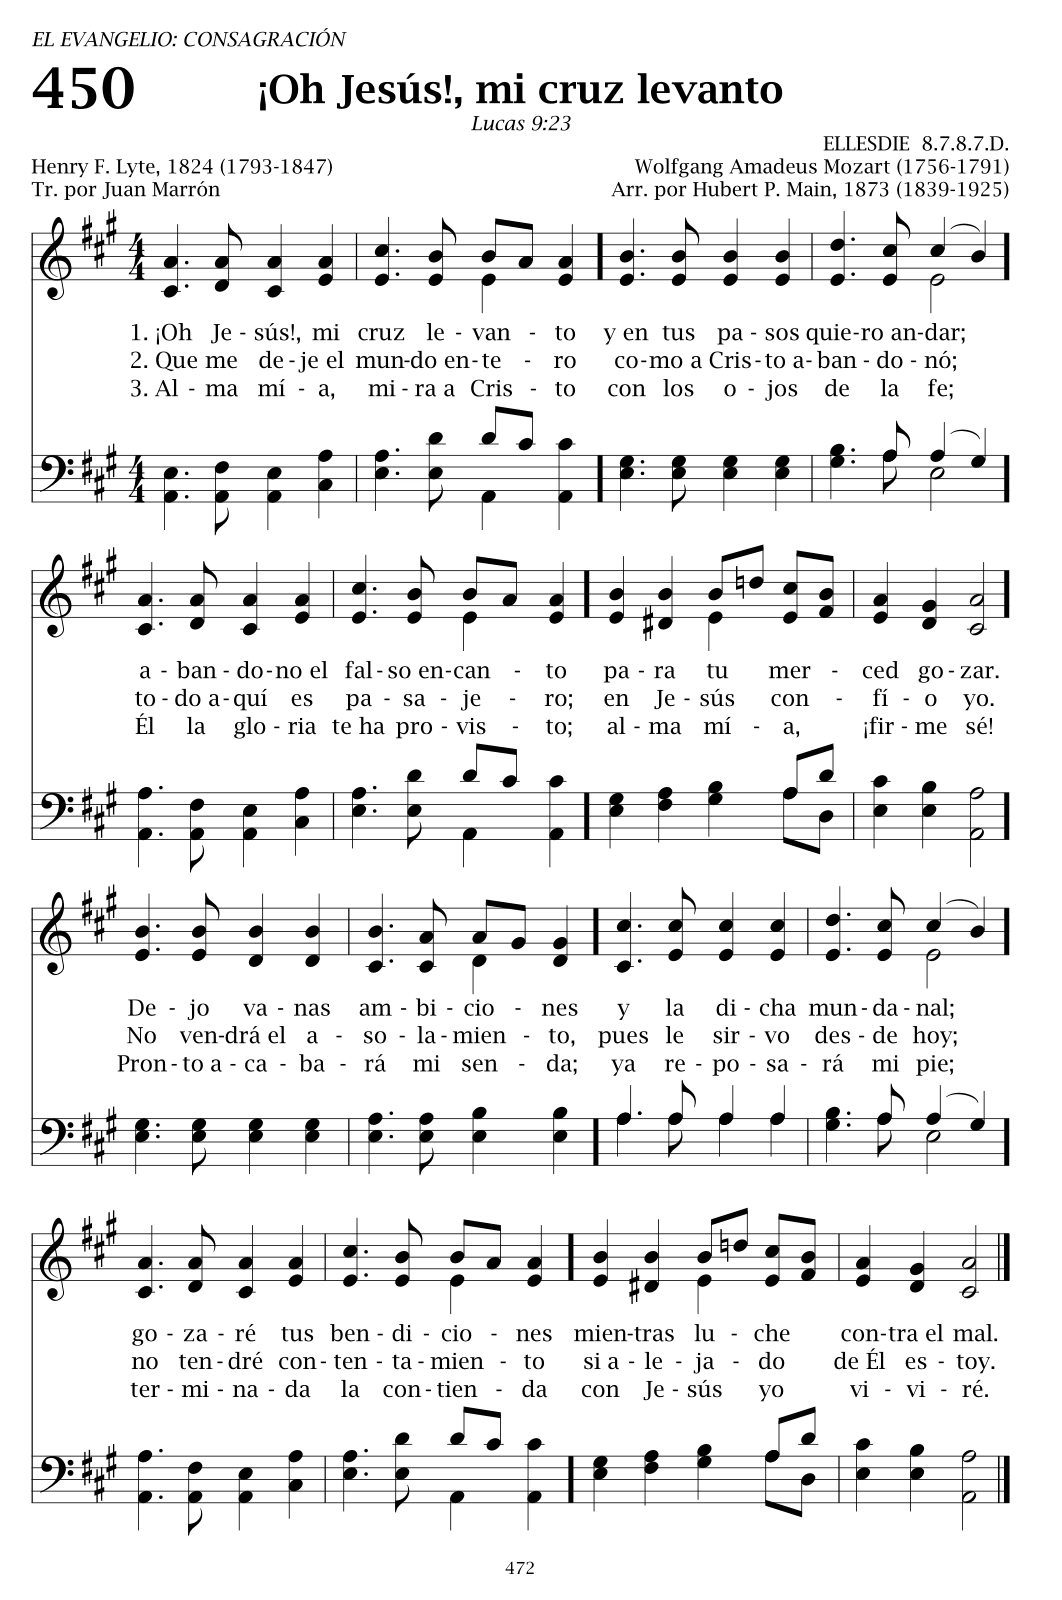 EL EVANGELIO: CONSAGRACIÓN
450 ¡Oh Jesús!, mi cruz levanto
Lucas 9:23
ELLESDIE 8.7.8.7.D.
Henry F. Lyte, 1824 (1793-1847) Wolfgang Amadeus Mozart (1756-1791)
Tr. por Juan Marrón Arr. por Hubert P. Main, 1873 (1839-1925)
4 4
1. ¡Oh Je - sús!, mi cruz le - van - to y en tus pa - sos quie - ro an - dar;
2. Que me de - je el mun - do en - te - ro co - mo a Cris - to a - ban - do - nó;
3. Al - ma mí - a, mi - ra a Cris - to con los o - jos de la fe;
4 4
a - ban - do - no el fal - so en - can - to pa - ra tu mer - ced go - zar.
to - do a - quí es pa - sa - je - ro; en Je - sús con - fí - o yo.
Él la glo - ria te ha pro - vis - to; al - ma mí - a, ¡fir - me sé!
De - jo va - nas am - bi - cio - nes y la di - cha mun - da - nal;
No ven - drá el a - so - la - mien - to, pues le sir - vo des - de hoy;
Pron - to a - ca - ba - rá mi sen - da; ya re - po - sa - rá mi pie;
go - za - ré tus ben - di - cio - nes mien - tras lu - che con - tra el mal.
no ten - dré con - ten - ta - mien - to si a - le - ja - do de Él es - toy.
ter - mi - na - da la con - tien - da con Je - sús yo vi - vi - ré.
472